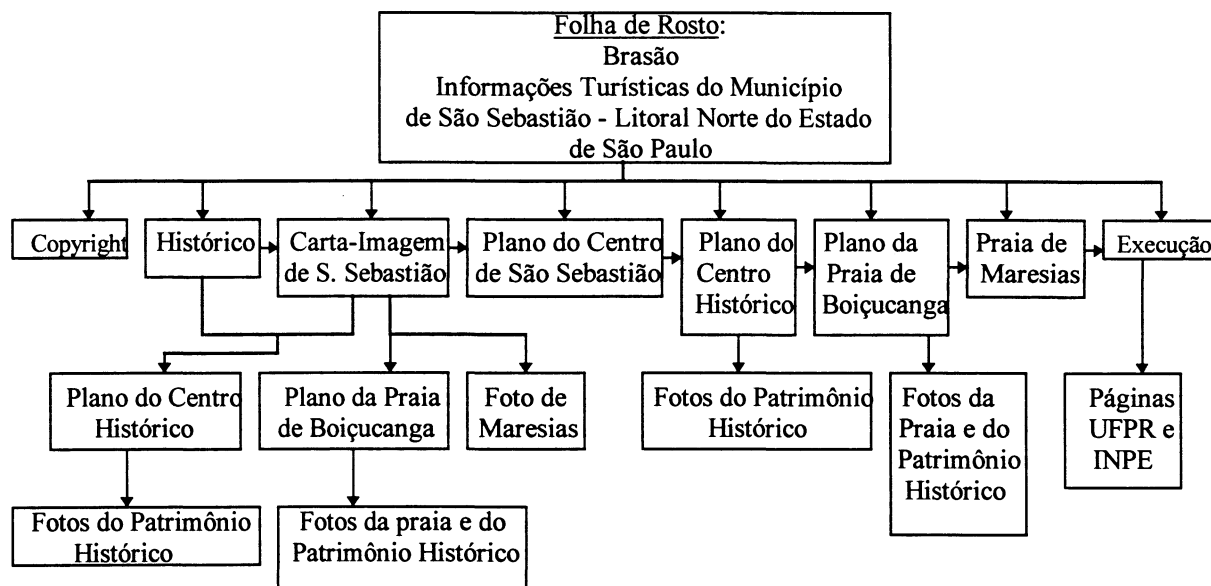 Folha de Rosto:
Brasão
Informações Turísticas do Município
de São Sebastião - Litoral Norte do Estado
de São Paulo
Copyright
Histórico
Carta-Imagem
de S. Sebastião
Plano do Centro
de São Sebastião
Plano do
Centro
Histórico
Plano da
Praia de
Boiçucanga
Praia de
Maresias
Execução
Plano do Centro
Histórico
Plano da Praia
de Boiçucanga
Foto de
Maresias
Fotos do Patrimônio
Histórico
Fotos da
Praia e do
Patrimônio
Histórico
Páginas
UFPR e
INPE
Fotos do Patrimônio
Histórico
Fotos da praia e do
Patrimônio Histórico